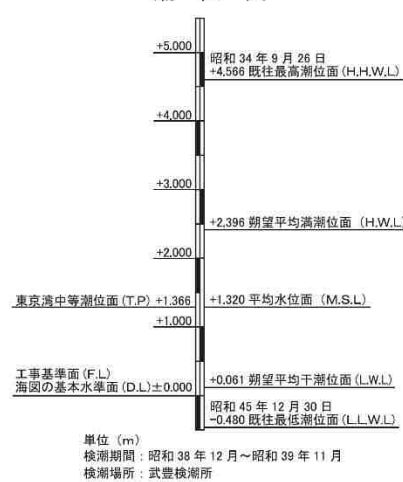 +5.000
昭和 34 年 9 月 26 日
+4.566 既往最高潮位面 (H.H.W.L)
+4.000
+3.000
+2.396 朔望平均満潮位面 (H.W.L)
+2.000
東京湾中等潮位面 (T.P) +1.366
+1.320 平均水位面 (M.S.L)
+1.000
工事基準面 (F.L)
海図の基本水準面 (D.L) ±0.000
+0.061 朔望平均干潮位面 (L.W.L)
昭和 45 年 12 月 30 日
-0.480 既往最低潮位面 (L.L.W.L)
単位 (m)
検潮期間：昭和 38 年 12 月～昭和 39 年 11 月
検潮場所：武豊検潮所